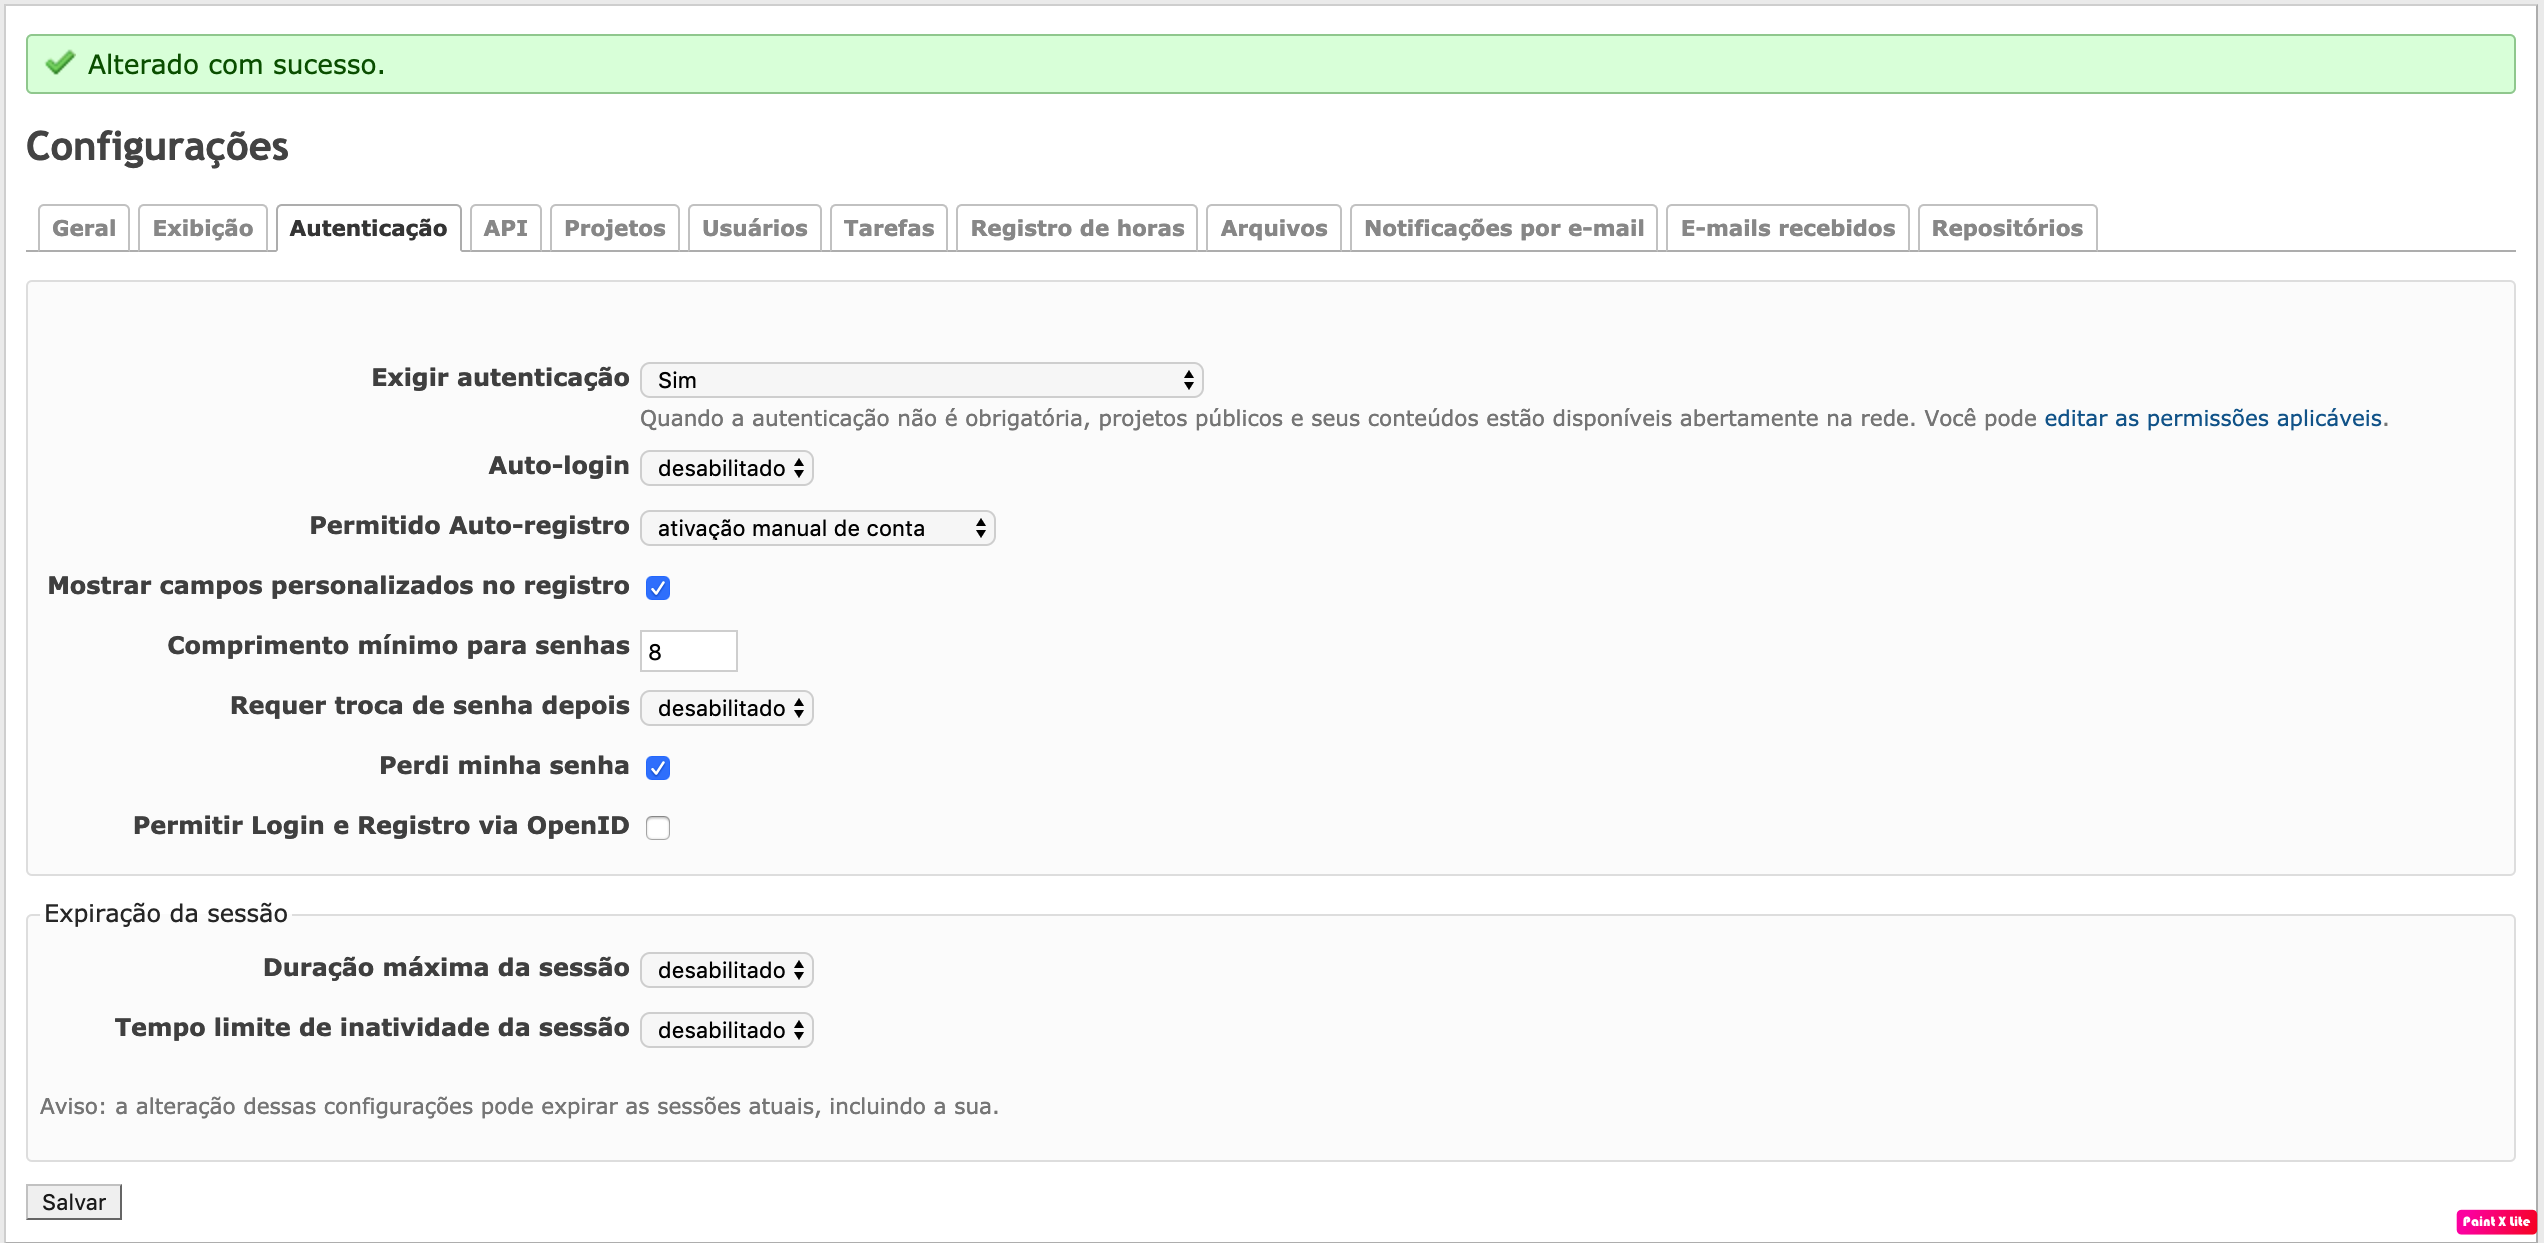 Alterado com sucesso.
Configurações
Geral Exibição Autenticação API Projetos Usuários Tarefas Registro de horas Arquivos Notificações por e-mail E-mails recebidos Repositórios
Exigir autenticação Sim
Quando a autenticação não é obrigatória, projetos públicos e seus conteúdos estão disponíveis abertamente na rede. Você pode editar as permissões aplicáveis.
Auto-login desabilitado
Permitido Auto-registro ativação manual de conta
Mostrar campos personalizados no registro
Comprimento mínimo para senhas 8
Requer troca de senha depois desabilitado
Perdi minha senha
Permitir Login e Registro via OpenID
Expiração da sessão
Duração máxima da sessão desabilitado
Tempo limite de inatividade da sessão desabilitado
Aviso: a alteração dessas configurações pode expirar as sessões atuais, incluindo a sua.
Salvar
Paint X Lite